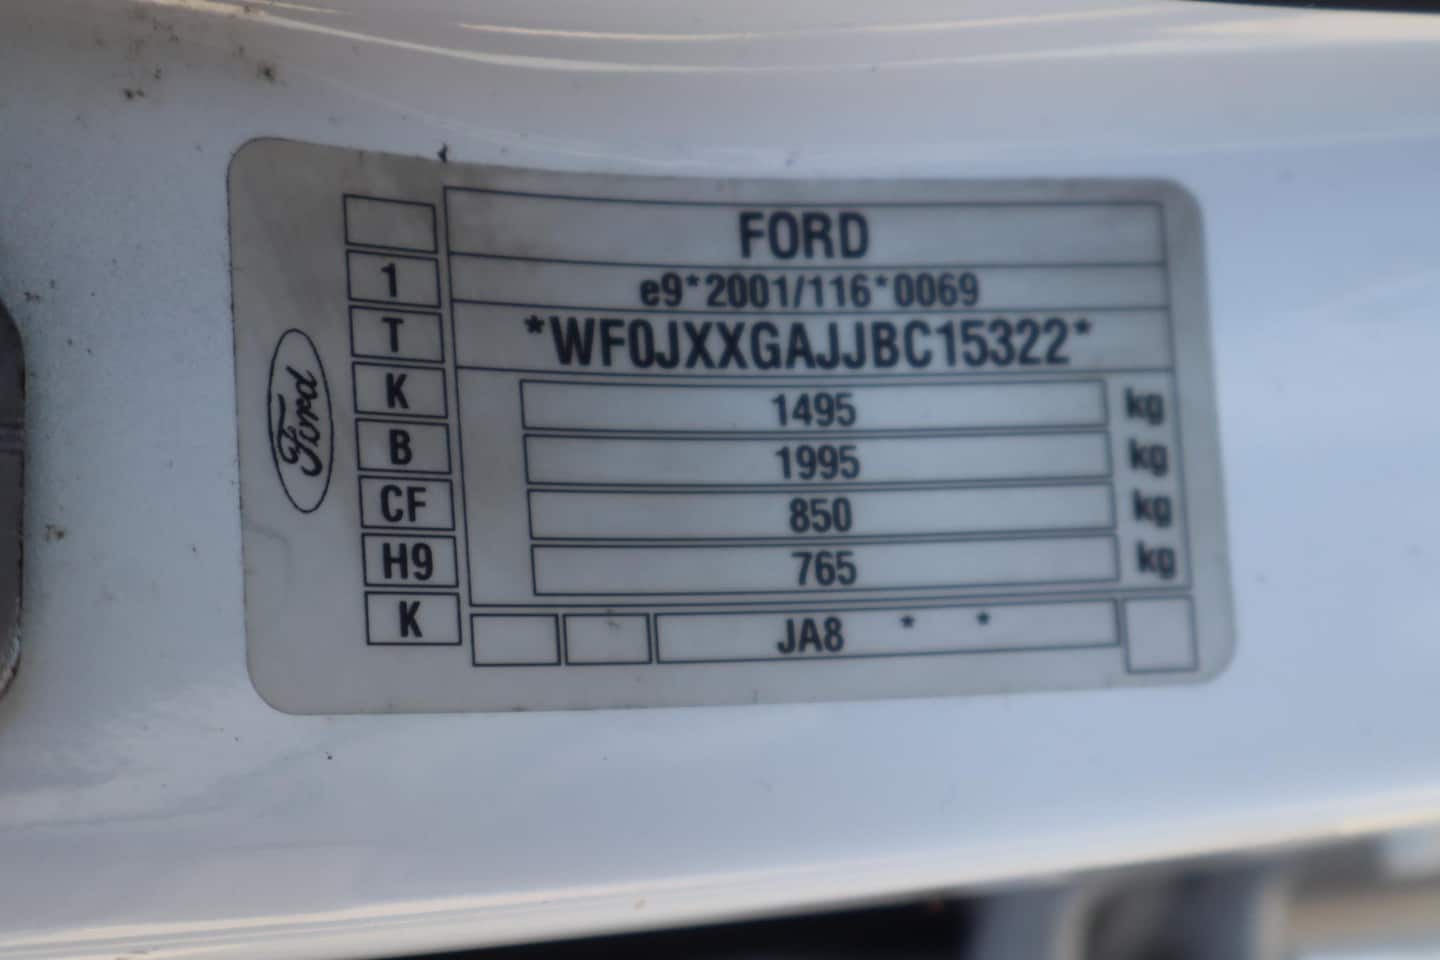 FORD
1 e9*2001/116*0069
T *WF0JXXGAJJBC15322*
K 1495 kg
B 1995 kg
CF 850 kg
H9 765 kg
K JA8 * *
Ford